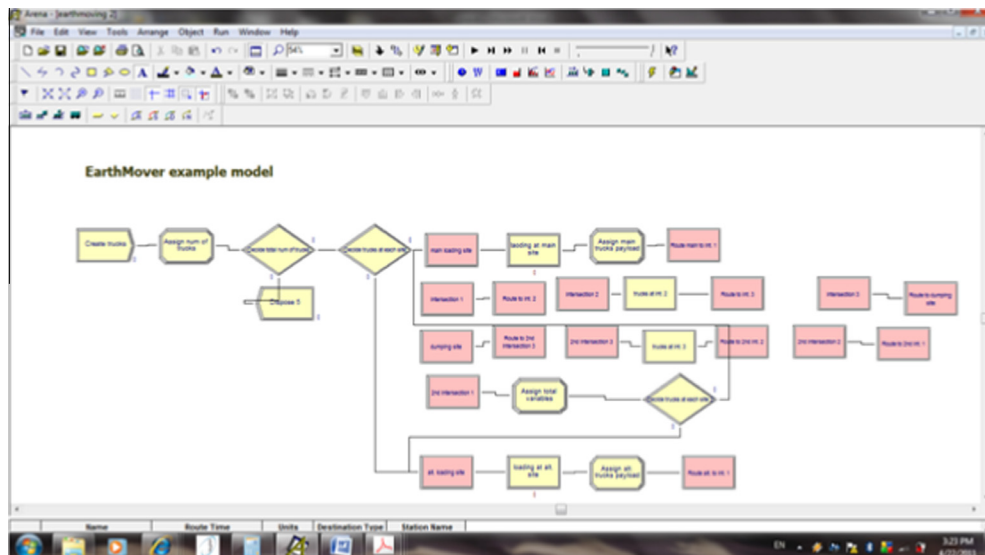 Arena - [earthmoving 2]
File Edit View Tools Arrange Object Run Window Help
54%
EarthMover example model
Create trucks
Assign num of
trucks
Decide total num of trucks
Decide trucks at each site
Dispose 5
main loading site
loading at main
site
Assign main
trucks payload
Route main to int. 1
Intersection 1
Route to int. 2
Intersection 2
trucks at int. 2
Route to int. 3
Intersection 3
Route to dumping
site
dumping site
Route to 2nd
intersection 3
2nd intersection 3
trucks at int. 3
Route to 2nd int. 2
2nd intersection 2
Route to 2nd int. 1
2nd intersection 1
Assign total
variables
Decide trucks at each site
alt. loading site
loading at alt.
site
Assign alt.
trucks payload
Route alt. to int. 1
Name Route Time Units Destination Type Station Name
EN
3:23 PM